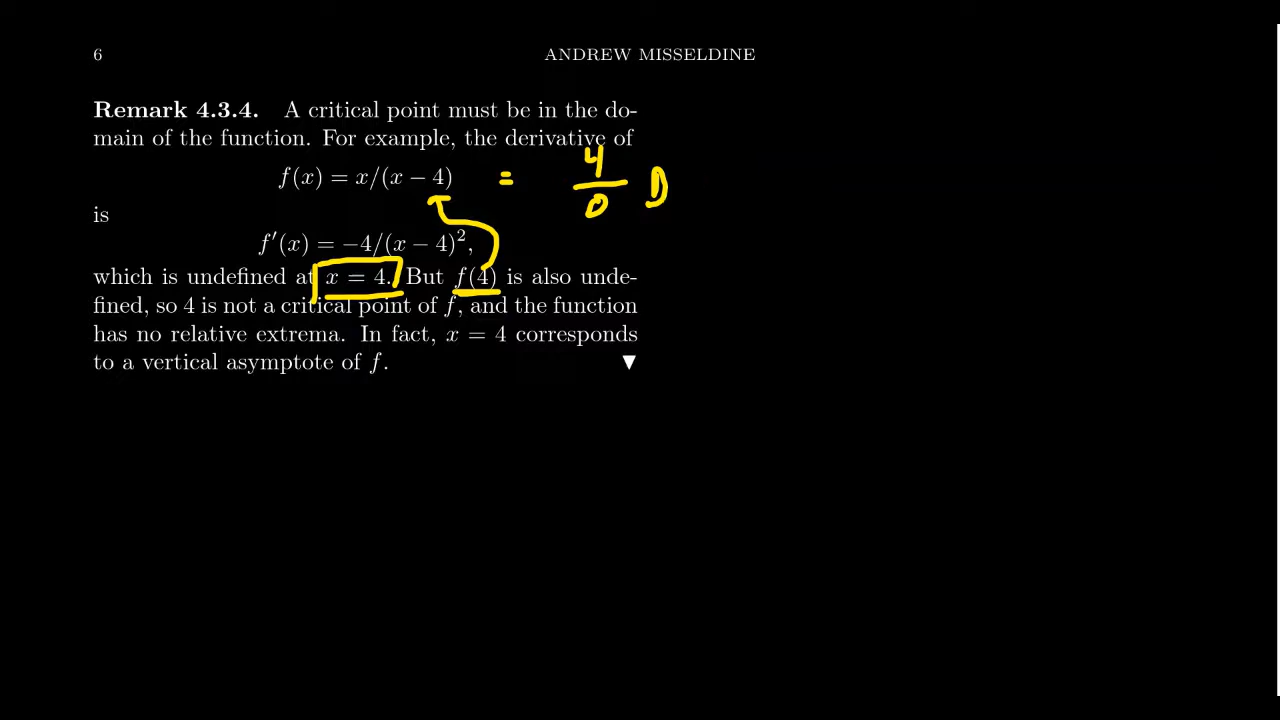 6 ANDREW MISSELDINE
Remark 4.3.4. A critical point must be in the do-
main of the function. For example, the derivative of
f(x) = x/(x − 4) = 4/0 D
is
f′(x) = −4/(x − 4)²,
which is undefined at x = 4. But f(4) is also unde-
fined, so 4 is not a critical point of f, and the function
has no relative extrema. In fact, x = 4 corresponds
to a vertical asymptote of f. ▼